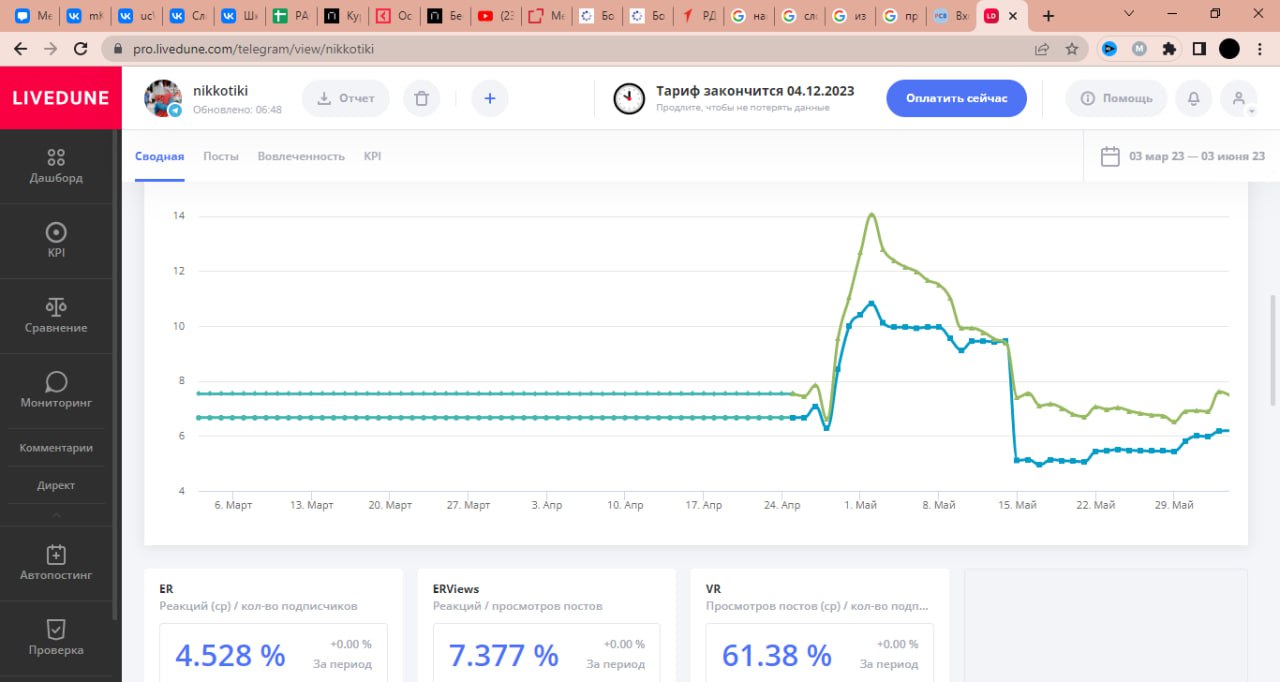 Ме
mK
uc\
Сл
Ши
РА
Ку
Ос
Бе
(23
Ме
Бо
Бо
РД
на
сло
из
пр
РСВ Вх
LD
pro.livedune.com/telegram/view/nikkotiki
M
LIVEDUNE
nikkotiki
Обновлено: 06:48
Отчет
Тариф закончится 04.12.2023
Продлите, чтобы не потерять данные
Оплатить сейчас
Помощь
Сводная
Посты
Вовлеченность
KPI
03 мар 23 — 03 июня 23
Дашборд
KPI
Сравнение
Мониторинг
Комментарии
Директ
Автопостинг
Проверка
14
12
10
8
6
4
6. Март
13. Март
20. Март
27. Март
3. Апр
10. Апр
17. Апр
24. Апр
1. Май
8. Май
15. Май
22. Май
29. Май
ER
Реакций (ср) / кол-во подписчиков
4.528 %
+0.00 %
За период
ERViews
Реакций / просмотров постов
7.377 %
+0.00 %
За период
VR
Просмотров постов (ср) / кол-во подп...
61.38 %
+0.00 %
За период